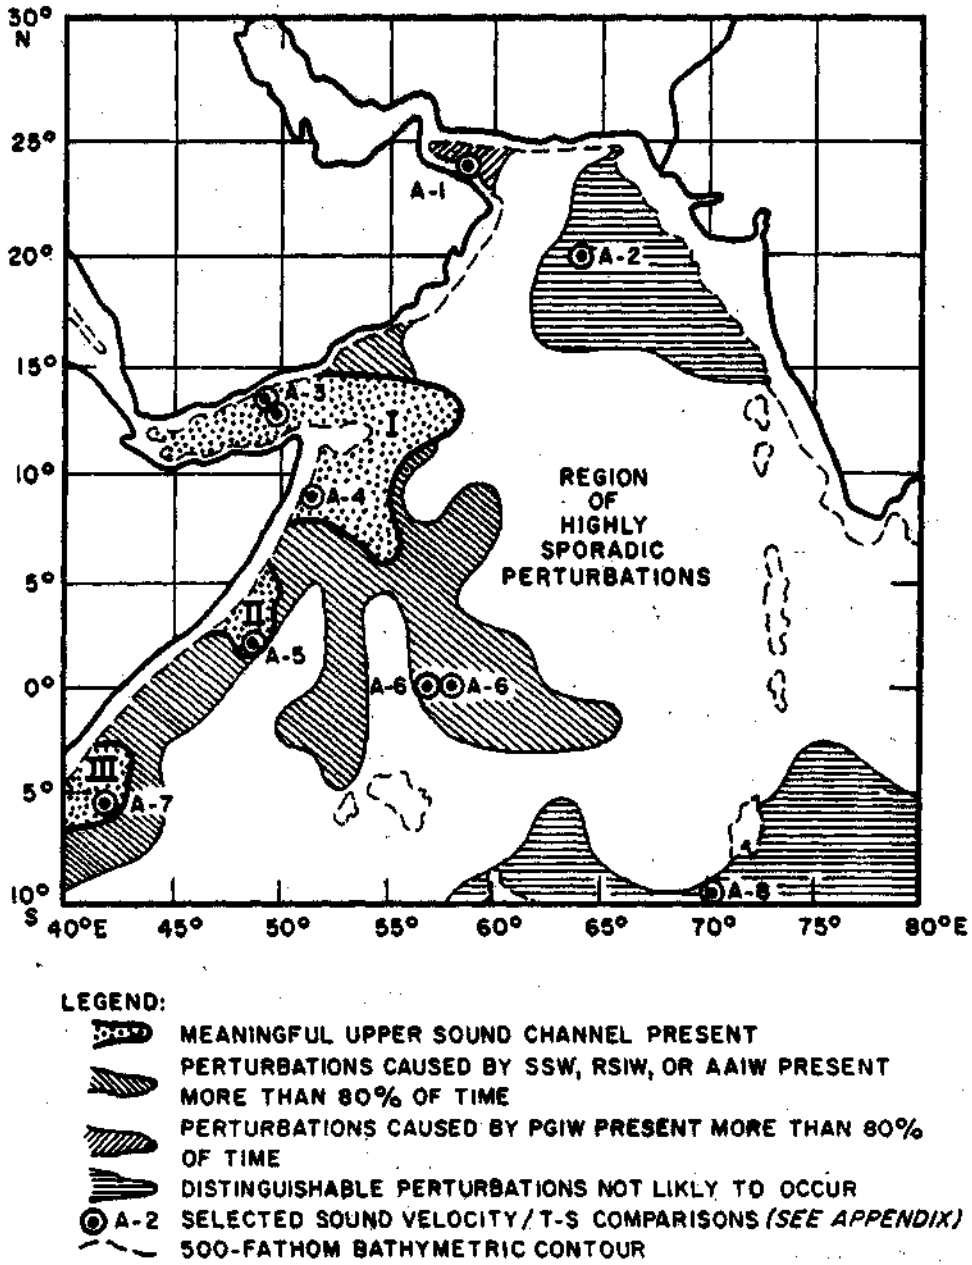 30°
N
25°
A-1
20°
A-2
15°
A-3
I
10°
A-4
REGION
OF
HIGHLY
SPORADIC
PERTURBATIONS
5°
II
A-5
0°
A-6
A-6
III
5°
A-7
10°
S
A-8
40°E 45° 50° 55° 60° 65° 70° 75° 80°E
LEGEND:
MEANINGFUL UPPER SOUND CHANNEL PRESENT
PERTURBATIONS CAUSED BY SSW, RSIW, OR AAIW PRESENT
MORE THAN 80% OF TIME
PERTURBATIONS CAUSED BY PGIW PRESENT MORE THAN 80%
OF TIME
DISTINGUISHABLE PERTURBATIONS NOT LIKLY TO OCCUR
A-2 SELECTED SOUND VELOCITY/T-S COMPARISONS (SEE APPENDIX)
500-FATHOM BATHYMETRIC CONTOUR